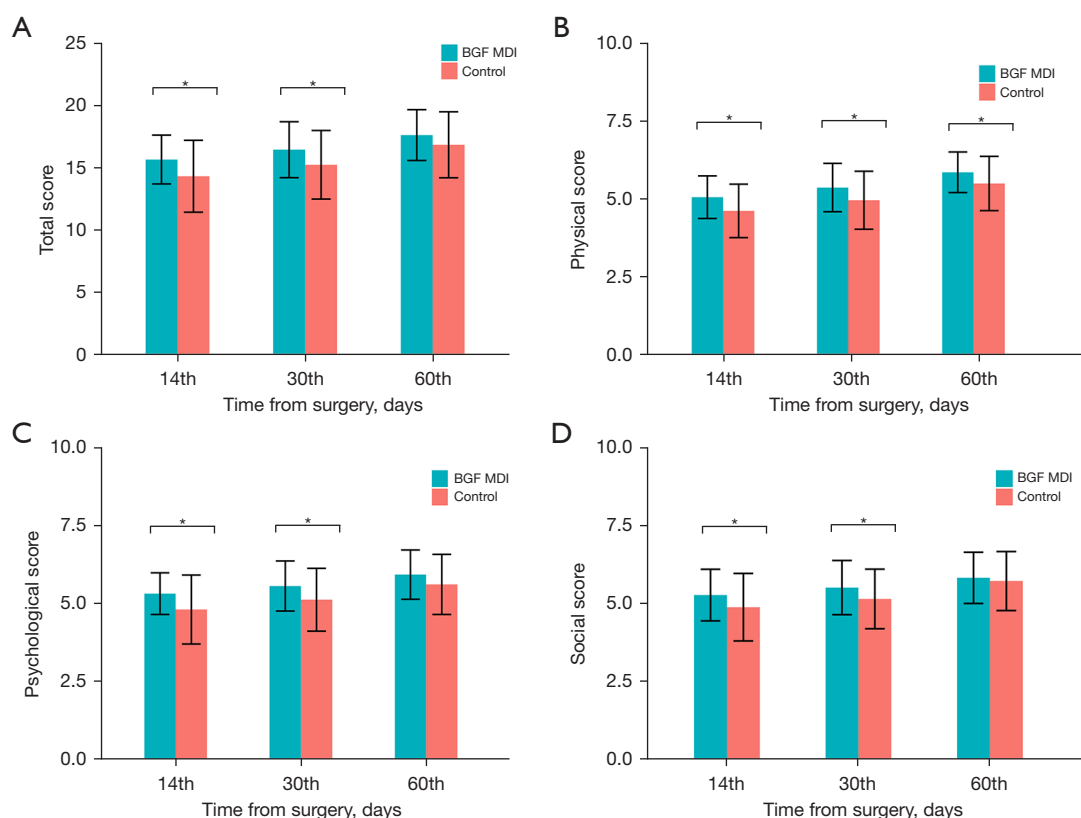 A
Total score
25
20
15
10
5
0
BGF MDI
Control
* *
14th 30th 60th
Time from surgery, days
B
Physical score
10.0
7.5
5.0
2.5
0.0
BGF MDI
Control
* * *
14th 30th 60th
Time from surgery, days
C
Psychological score
10.0
7.5
5.0
2.5
0.0
BGF MDI
Control
* *
14th 30th 60th
Time from surgery, days
D
Social score
10.0
7.5
5.0
2.5
0.0
BGF MDI
Control
* *
14th 30th 60th
Time from surgery, days